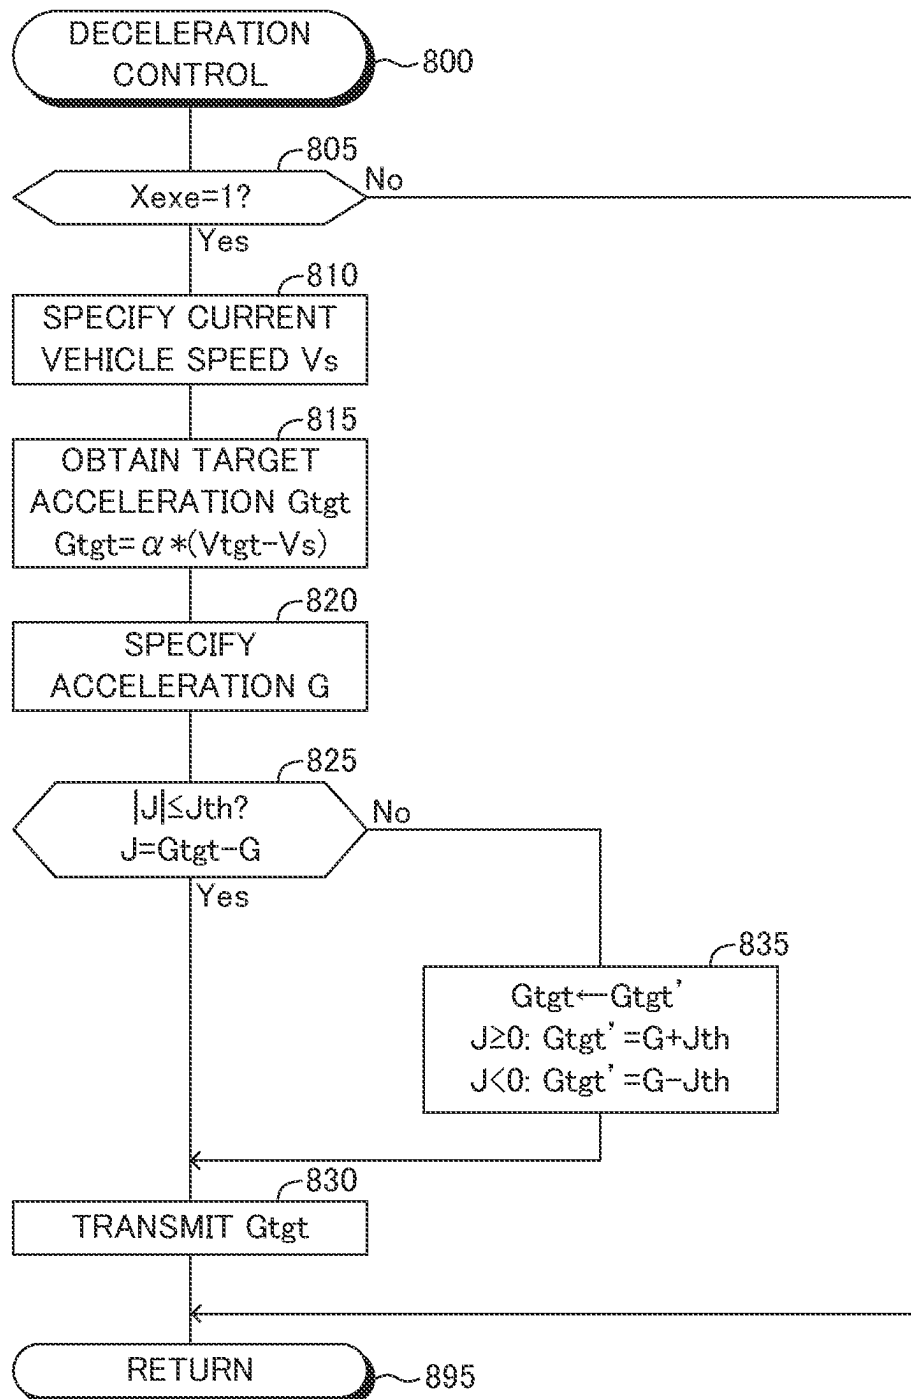 DECELERATION
CONTROL
800
805
Xexe=1?
No
Yes
810
SPECIFY CURRENT
VEHICLE SPEED Vs
815
OBTAIN TARGET
ACCELERATION Gtgt
Gtgt=α*(Vtgt-Vs)
820
SPECIFY
ACCELERATION G
825
|J|≤Jth?
J=Gtgt-G
No
Yes
835
Gtgt←Gtgt'
J≥0: Gtgt'=G+Jth
J<0: Gtgt'=G-Jth
830
TRANSMIT Gtgt
RETURN
895